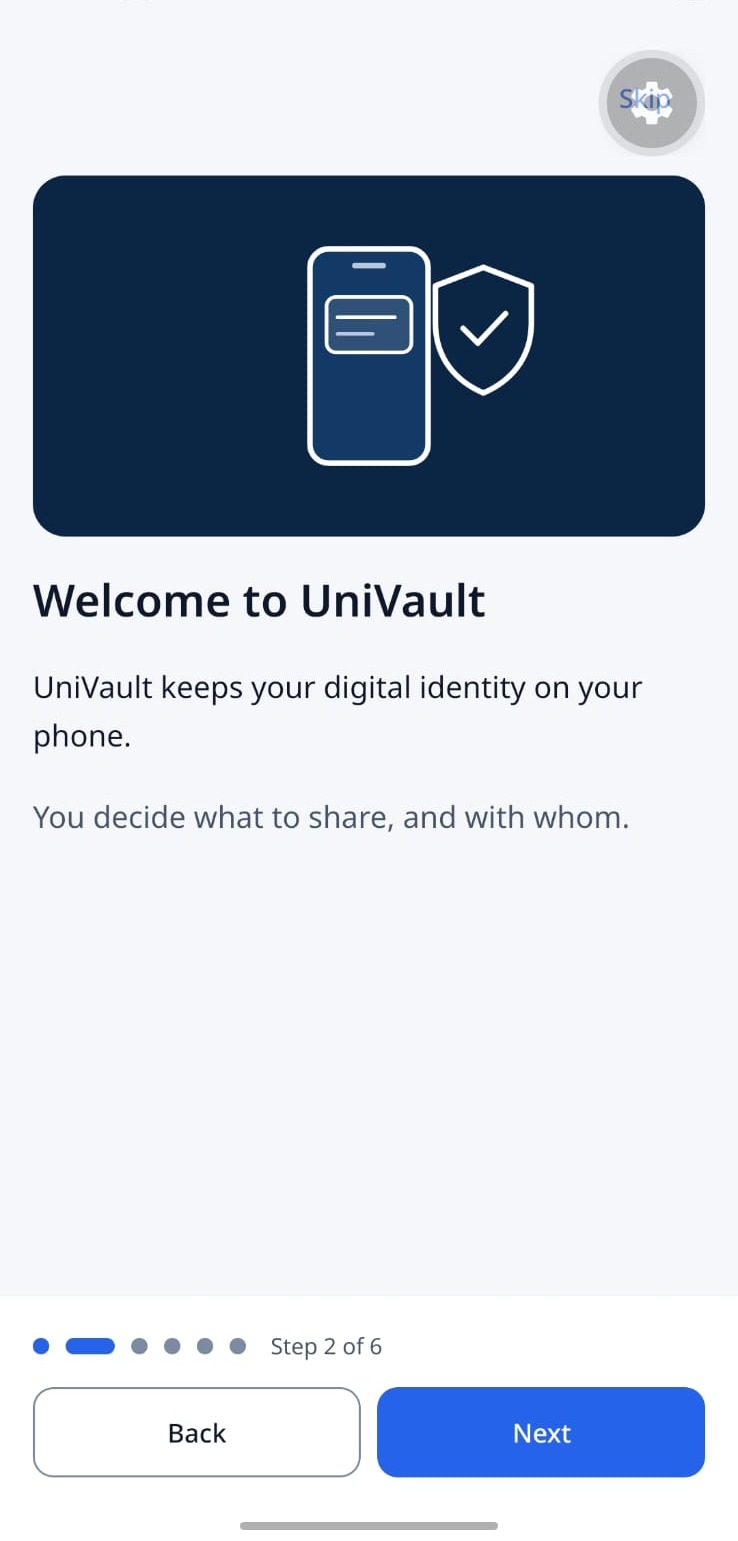 Skip
Welcome to UniVault
UniVault keeps your digital identity on your
phone.
You decide what to share, and with whom.
Step 2 of 6
Back
Next